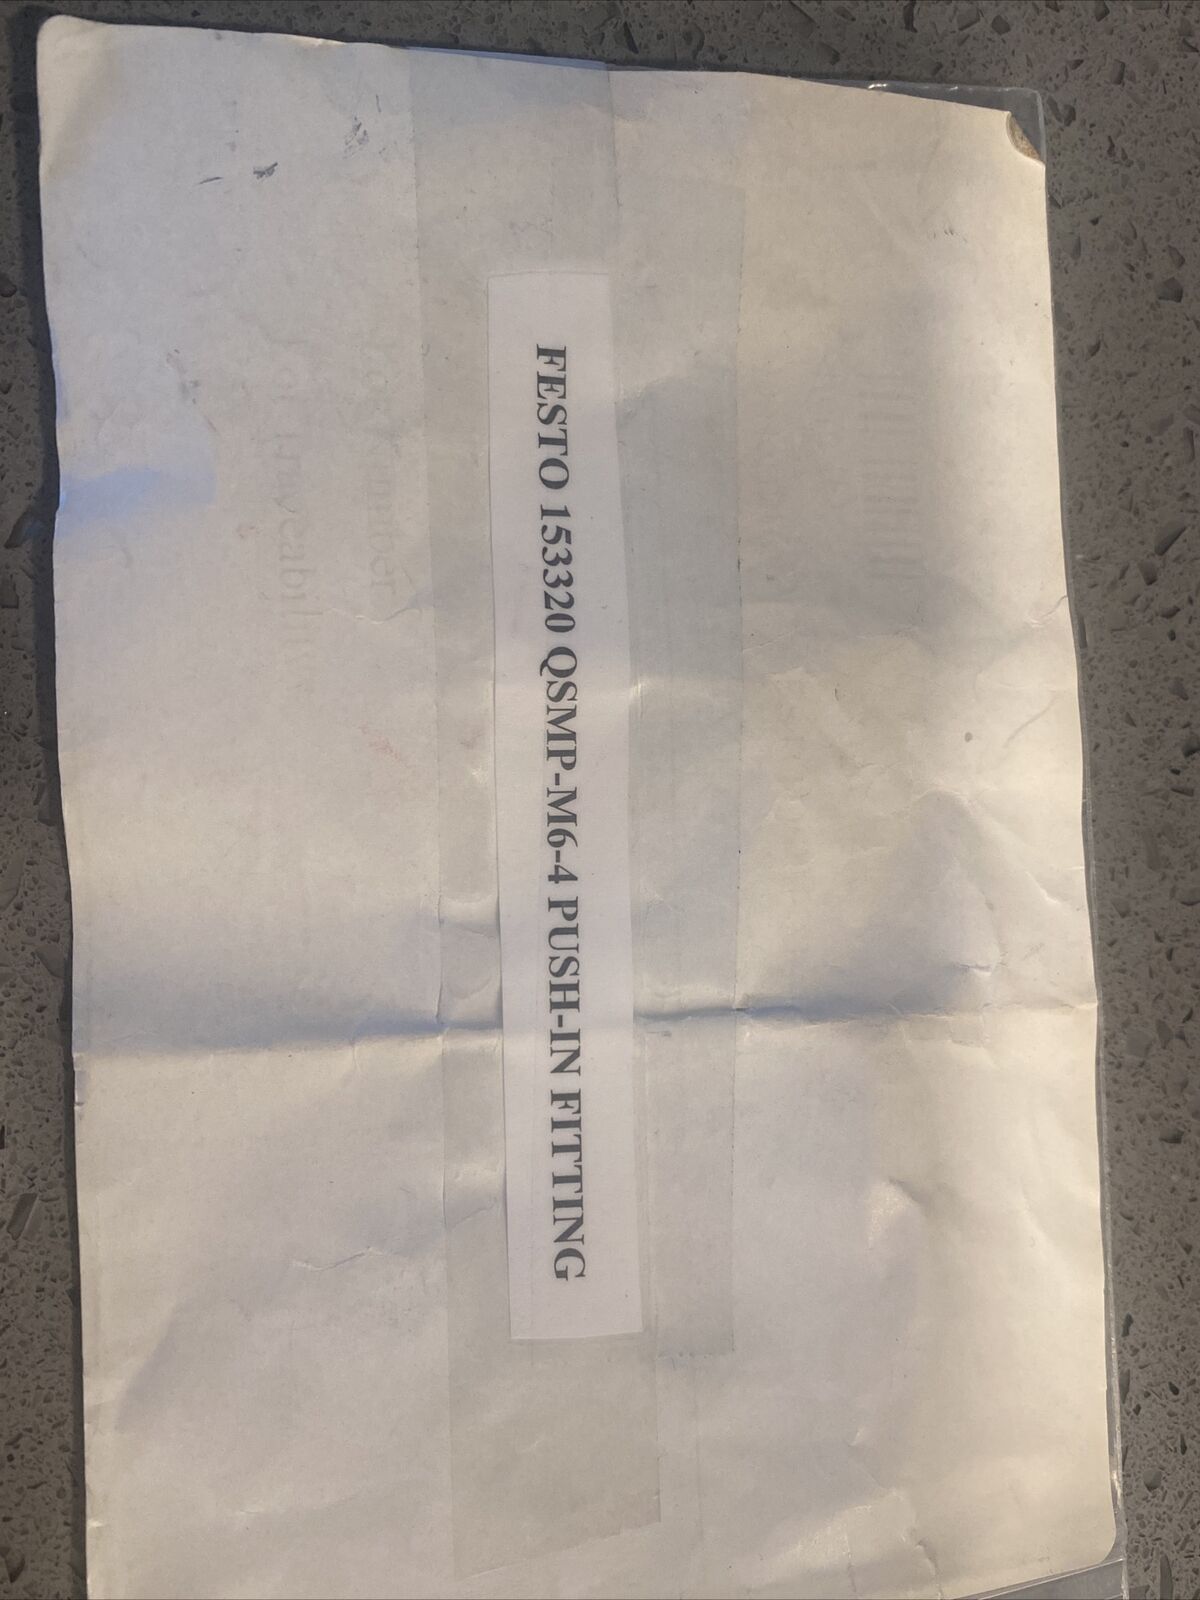 FESTO 153320 QSMP-M6-4 PUSH-IN FITTING